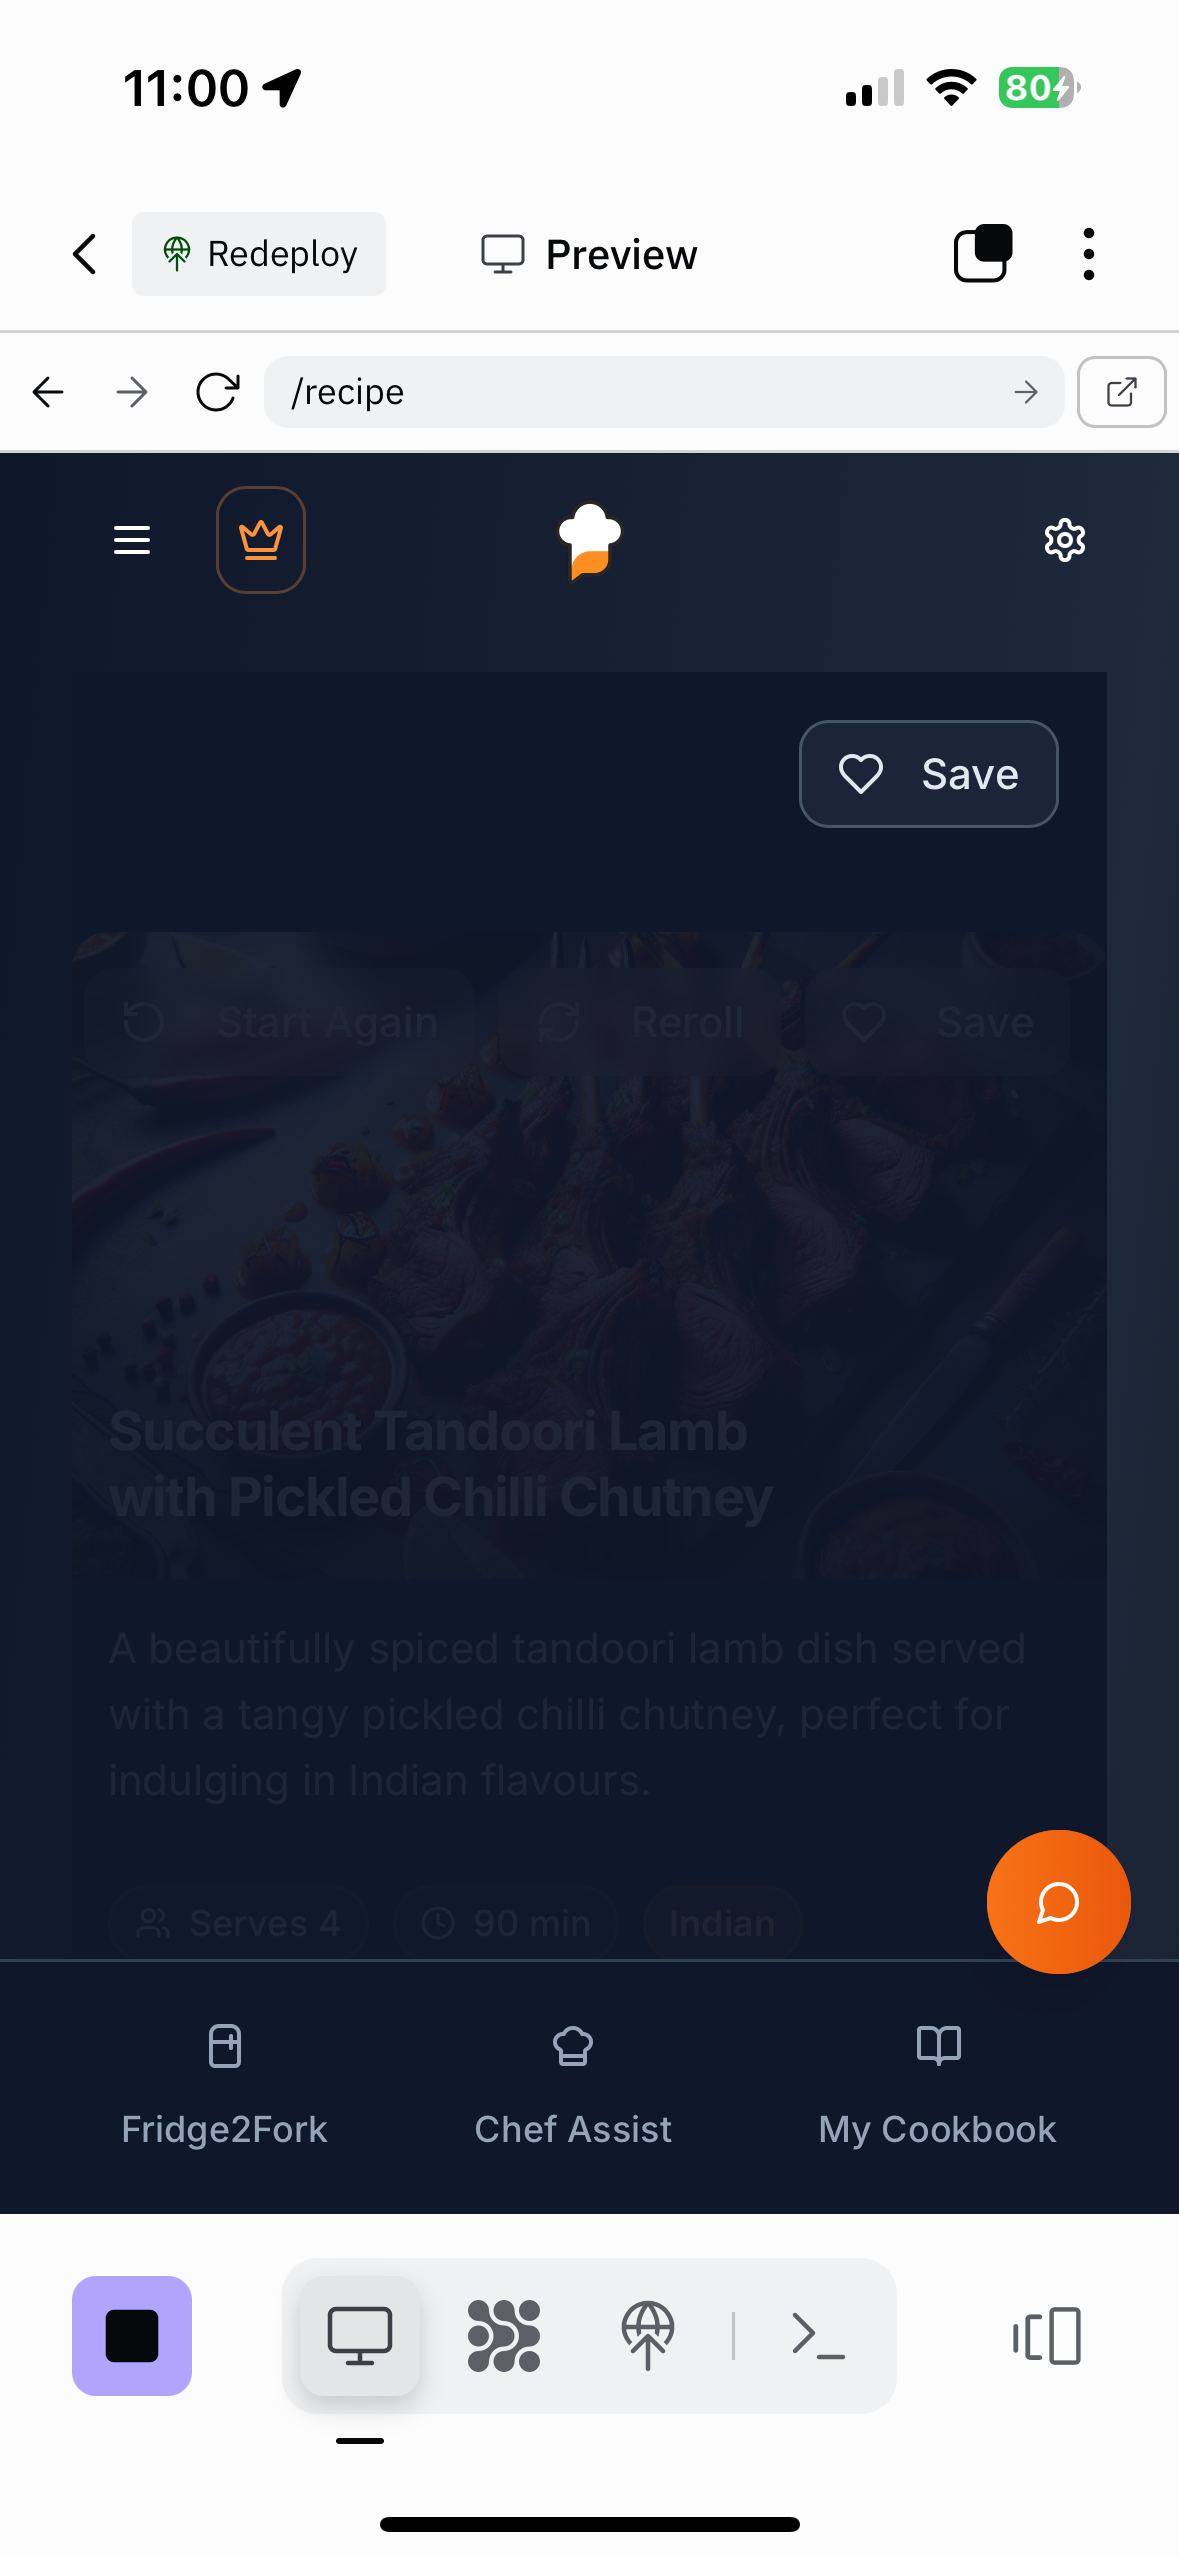 11:00
80
Redeploy
Preview
/recipe
Save
Start Again
Reroll
Save
Succulent Tandoori Lamb
with Pickled Chilli Chutney
A beautifully spiced tandoori lamb dish served
with a tangy pickled chilli chutney, perfect for
indulging in Indian flavours.
Serves 4
90 min
Indian
Fridge2Fork
Chef Assist
My Cookbook